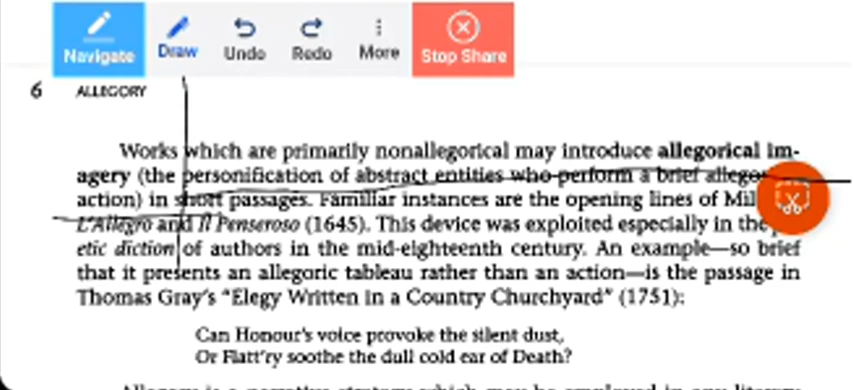 Navigate Draw Undo Redo More Stop Share
6 ALLEGORY
Works which are primarily nonallegorical may introduce allegorical im-
agery (the personification of abstract entities who perform a brief
action) in short passages. Familiar instances are the opening lines of
L'Allegro and Il Penseroso (1645). This device was exploited especially in the
etic diction of authors in the mid-eighteenth century. An example—so brief
that it presents an allegoric tableau rather than an action—is the passage in
Thomas Gray's "Elegy Written in a Country Churchyard" (1751):
Can Honour's voice provoke the silent dust,
Or Flatt'ry soothe the dull cold ear of Death?